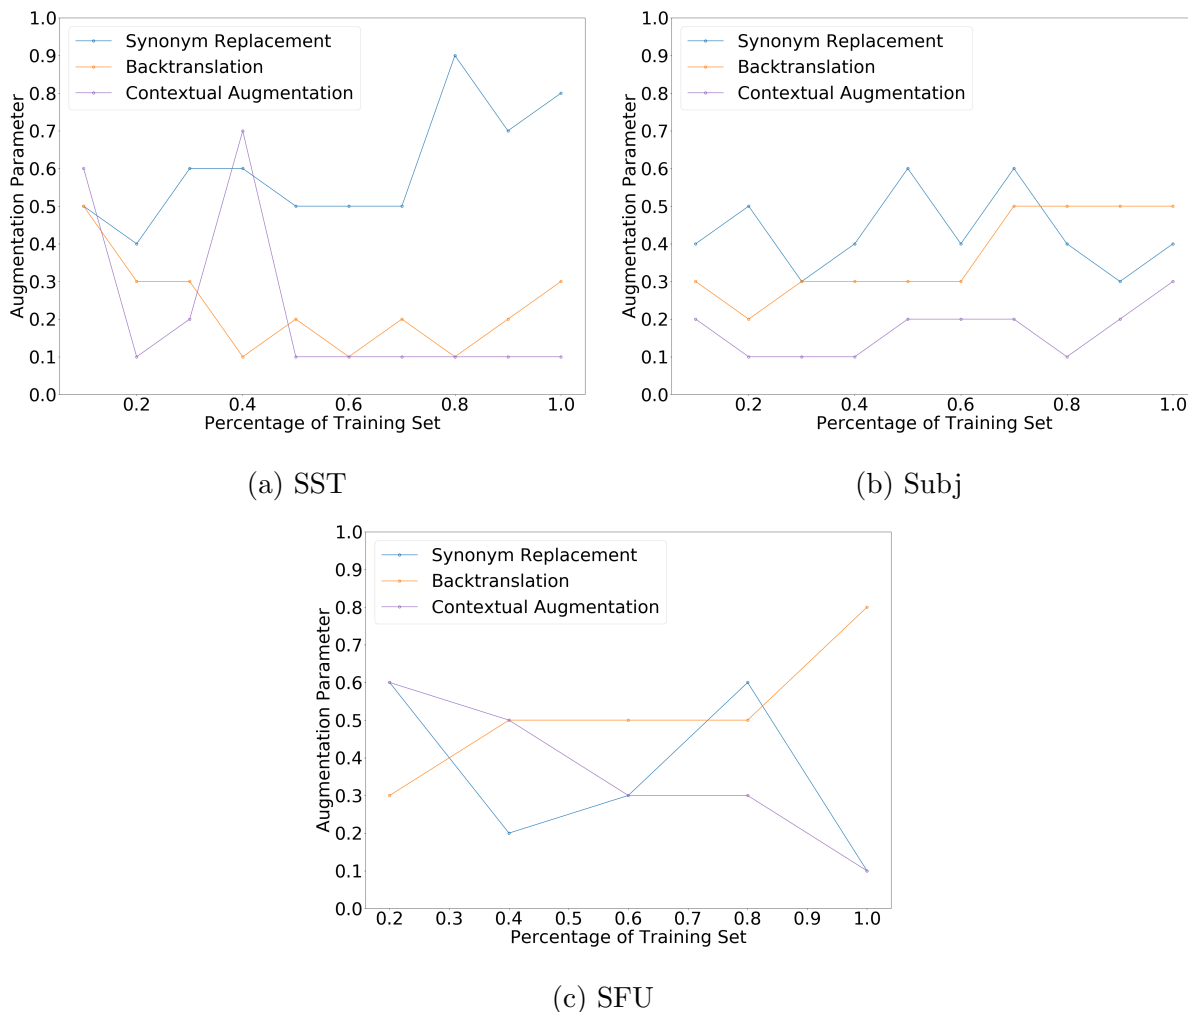 1.0
0.9
0.8
0.7
0.6
0.5
0.4
0.3
0.2
0.1
0.0
Augmentation Parameter
Synonym Replacement
Backtranslation
Contextual Augmentation
0.2 0.4 0.6 0.8 1.0
Percentage of Training Set
(a) SST
1.0
0.9
0.8
0.7
0.6
0.5
0.4
0.3
0.2
0.1
0.0
Augmentation Parameter
Synonym Replacement
Backtranslation
Contextual Augmentation
0.2 0.4 0.6 0.8 1.0
Percentage of Training Set
(b) Subj
1.0
0.9
0.8
0.7
0.6
0.5
0.4
0.3
0.2
0.1
0.0
Augmentation Parameter
Synonym Replacement
Backtranslation
Contextual Augmentation
0.2 0.3 0.4 0.5 0.6 0.7 0.8 0.9 1.0
Percentage of Training Set
(c) SFU